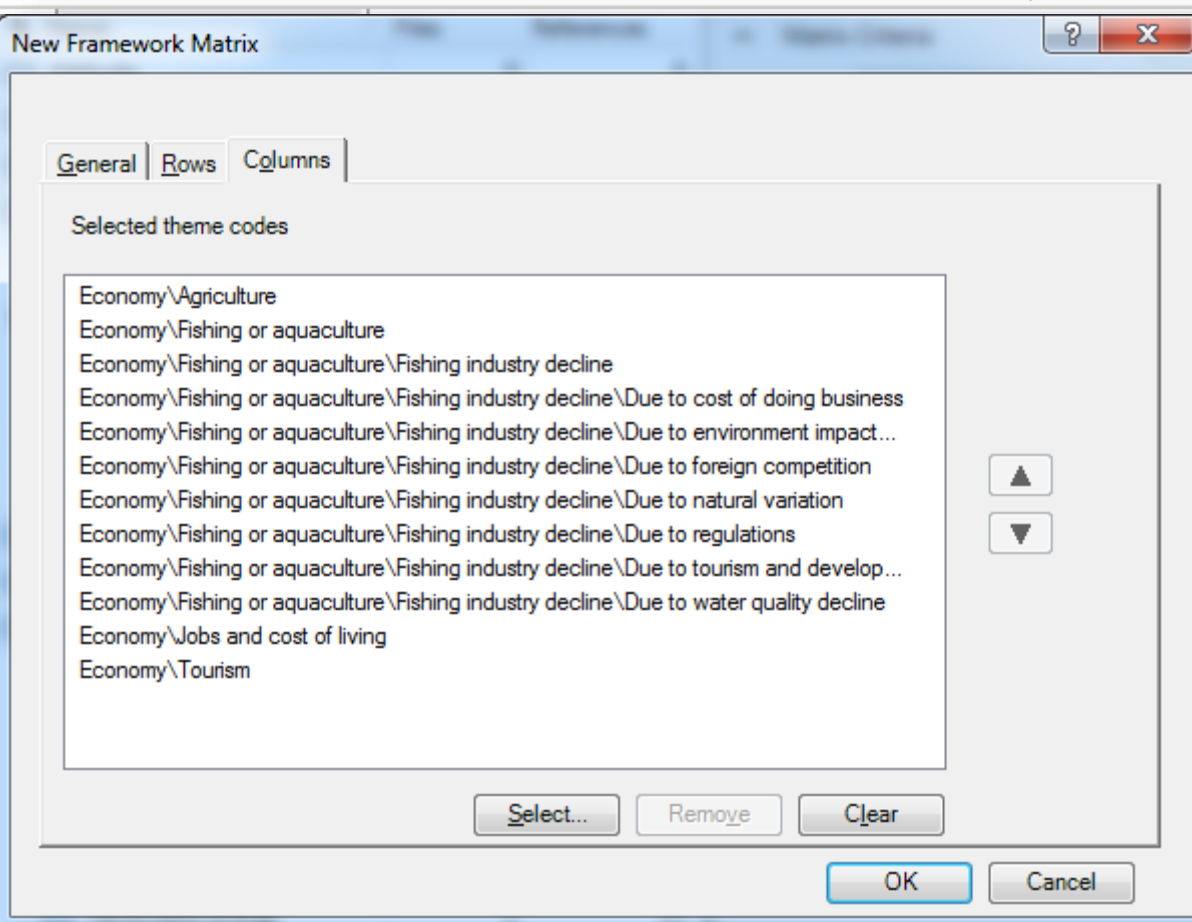 New Framework Matrix
General
Rows
Columns
Selected theme codes
Economy\Agriculture
Economy\Fishing or aquaculture
Economy\Fishing or aquaculture\Fishing industry decline
Economy\Fishing or aquaculture\Fishing industry decline\Due to cost of doing business
Economy\Fishing or aquaculture\Fishing industry decline\Due to environment impact...
Economy\Fishing or aquaculture\Fishing industry decline\Due to foreign competition
Economy\Fishing or aquaculture\Fishing industry decline\Due to natural variation
Economy\Fishing or aquaculture\Fishing industry decline\Due to regulations
Economy\Fishing or aquaculture\Fishing industry decline\Due to tourism and develop...
Economy\Fishing or aquaculture\Fishing industry decline\Due to water quality decline
Economy\Jobs and cost of living
Economy\Tourism
Select...
Remove
Clear
OK
Cancel